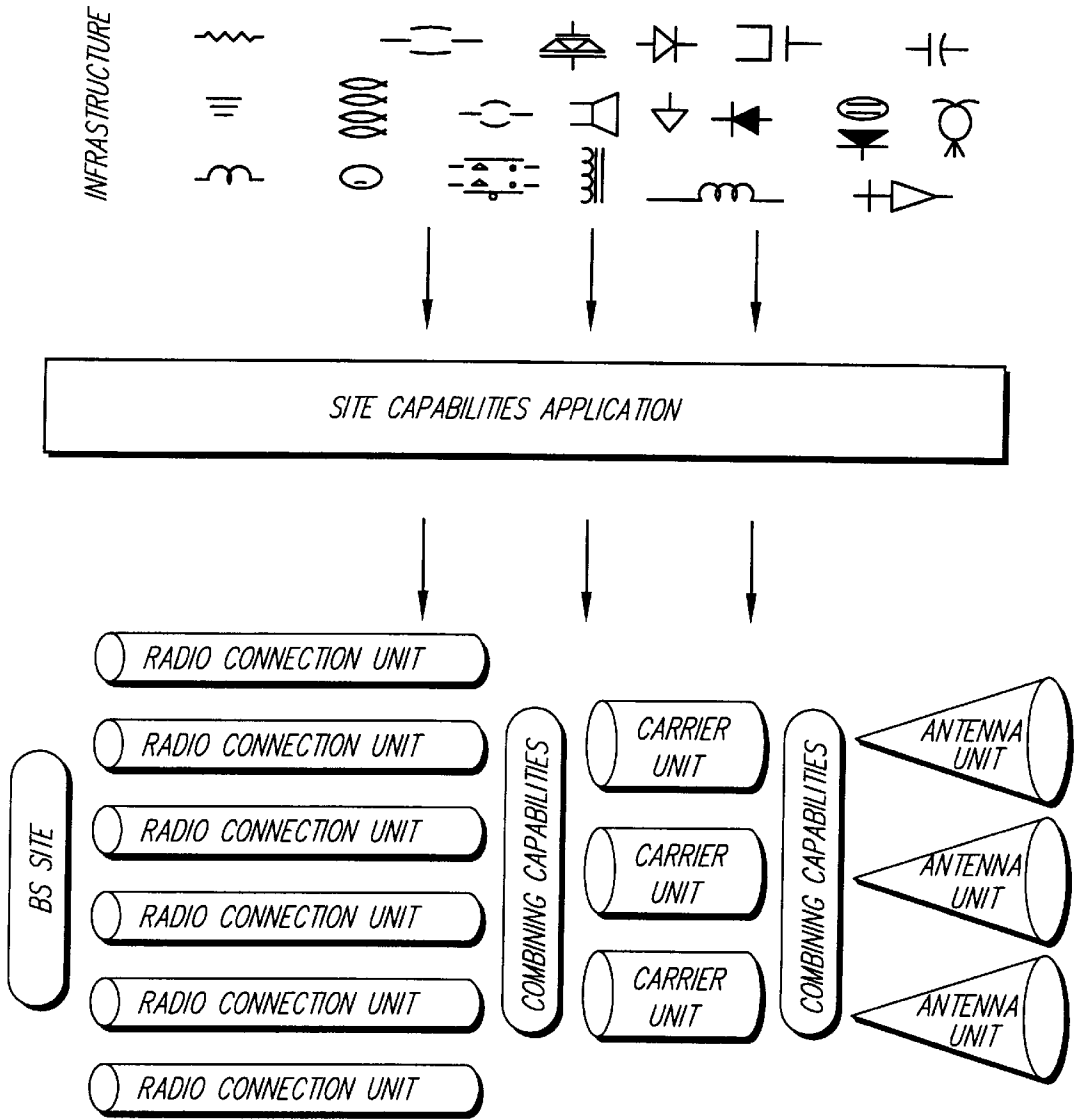 INFRASTRUCTURE
SITE CAPABILITIES APPLICATION
BS SITE
RADIO CONNECTION UNIT
RADIO CONNECTION UNIT
RADIO CONNECTION UNIT
RADIO CONNECTION UNIT
RADIO CONNECTION UNIT
RADIO CONNECTION UNIT
COMBINING CAPABILITIES
CARRIER
UNIT
CARRIER
UNIT
CARRIER
UNIT
COMBINING CAPABILITIES
ANTENNA
UNIT
ANTENNA
UNIT
ANTENNA
UNIT